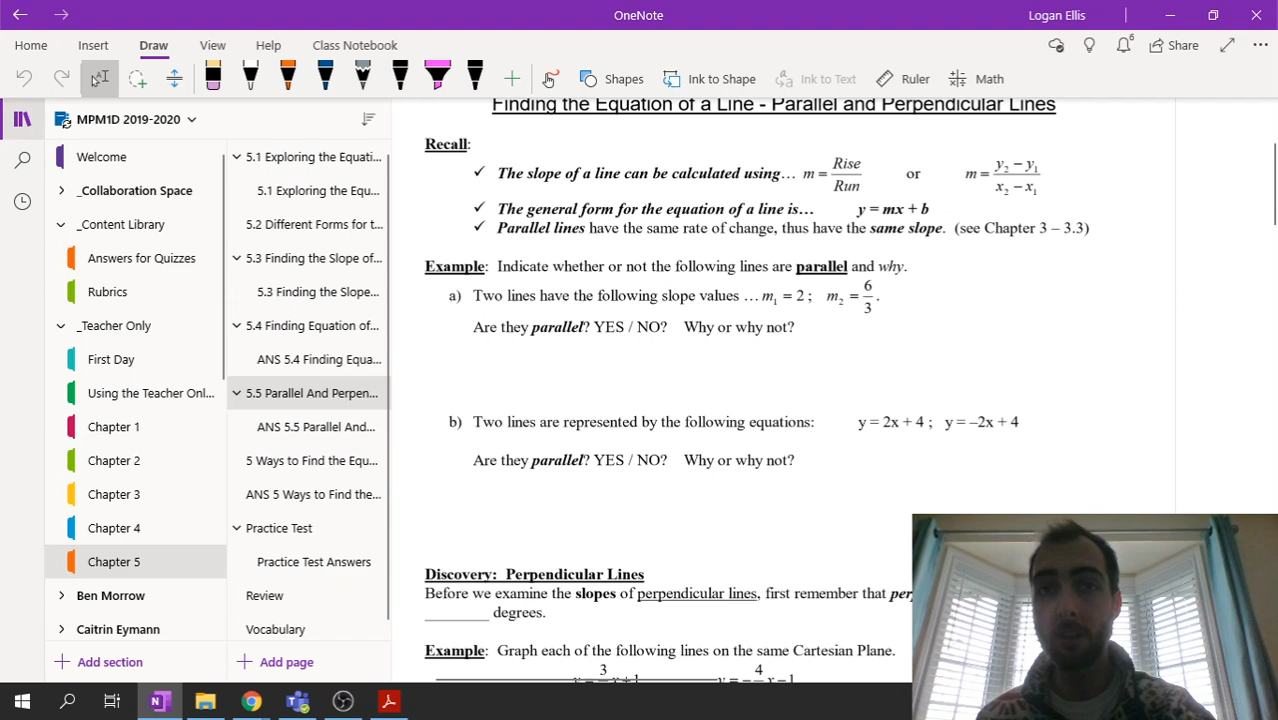 OneNote
Logan Ellis
Home
Insert
Draw
View
Help
Class Notebook
6
Share
Shapes
Ink to Shape
Ink to Text
Ruler
Math
MPM1D 2019-2020
Welcome
_Collaboration Space
_Content Library
Answers for Quizzes
Rubrics
_Teacher Only
First Day
Using the Teacher Onl...
Chapter 1
Chapter 2
Chapter 3
Chapter 4
Chapter 5
Ben Morrow
Caitrin Eymann
Add section
5.1 Exploring the Equati...
5.1 Exploring the Equ...
5.2 Different Forms for t...
5.3 Finding the Slope of...
5.3 Finding the Slope...
5.4 Finding Equation of...
ANS 5.4 Finding Equa...
5.5 Parallel And Perpen...
ANS 5.5 Parallel And...
5 Ways to Find the Equ...
ANS 5 Ways to Find the...
Practice Test
Practice Test Answers
Review
Vocabulary
Add page
Finding the Equation of a Line - Parallel and Perpendicular Lines
Recall:
✓ The slope of a line can be calculated using… m = Rise/Run or m = (y₂ − y₁)/(x₂ − x₁)
✓ The general form for the equation of a line is… y = mx + b
✓ Parallel lines have the same rate of change, thus have the same slope. (see Chapter 3 – 3.3)
Example: Indicate whether or not the following lines are parallel and why.
a) Two lines have the following slope values … m₁ = 2 ; m₂ = 6/3.
Are they parallel? YES / NO? Why or why not?
b) Two lines are represented by the following equations: y = 2x + 4 ; y = –2x + 4
Are they parallel? YES / NO? Why or why not?
Discovery: Perpendicular Lines
Before we examine the slopes of perpendicular lines, first remember that
________ degrees.
Example: Graph each of the following lines on the same Cartesian Plane.
y = 3 x + 1 y = − 4 x − 1